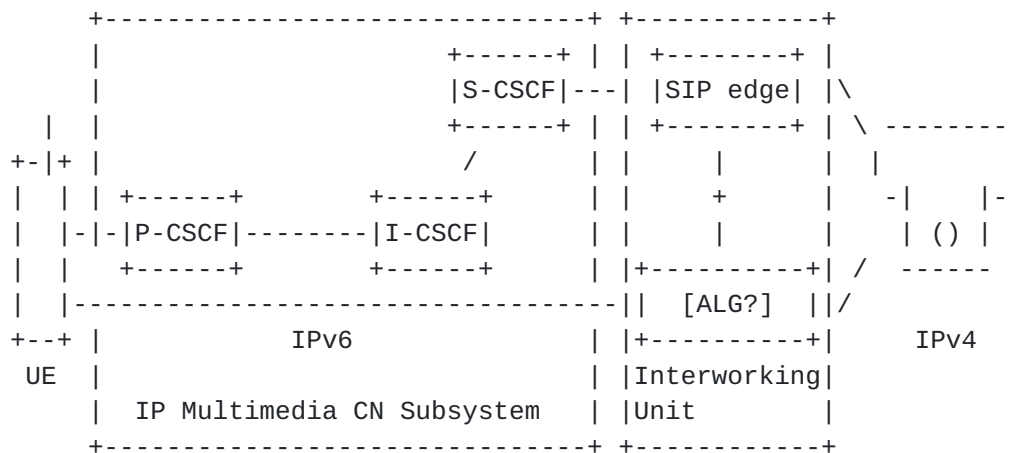 S-CSCF SIP edge
P-CSCF I-CSCF ()
[ALG?]
IPv6 IPv4
UE Interworking
IP Multimedia CN Subsystem Unit